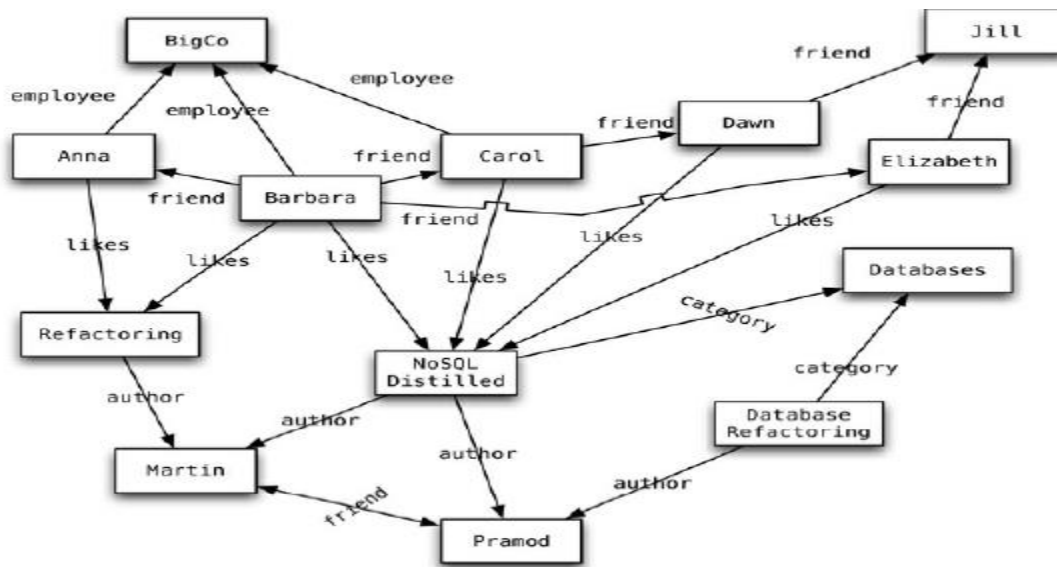 BigCo
Jill
friend
employee
employee
employee
friend
Dawn
friend
Anna
friend
Carol
Elizabeth
friend
Barbara
friend
likes
likes
likes
likes
likes
likes
Databases
category
Refactoring
NoSQL
Distilled
category
author
author
Database
Refactoring
author
Martin
author
friend
Pramod